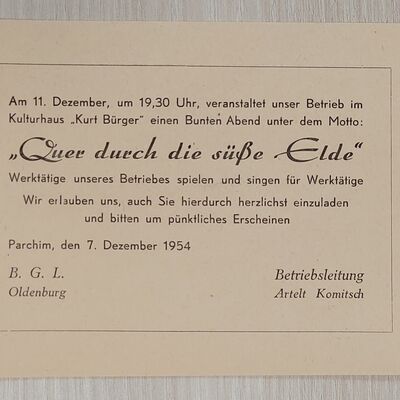 Am 11. Dezember, um 19,30 Uhr, veranstaltet unser Betrieb im
Kulturhaus „Kurt Bürger" einen Bunten Abend unter dem Motto:
„Quer durch die süße Elde"
Werktätige unseres Betriebes spielen und singen für Werktätige
Wir erlauben uns, auch Sie hierdurch herzlichst einzuladen
und bitten um pünktliches Erscheinen
Parchim, den 7. Dezember 1954
B. G. L. Betriebsleitung
Oldenburg Artelt Komitsch